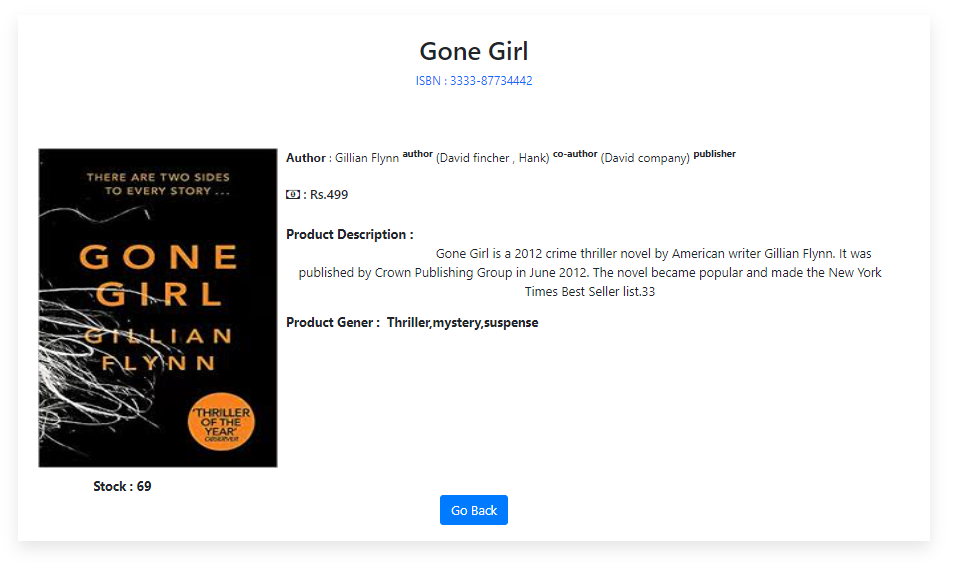 Gone Girl
ISBN : 3333-87734442
THERE ARE TWO SIDES
TO EVERY STORY ...
GONE
GIRL
GILLIAN
FLYNN
'THRILLER
OF THE
YEAR'
OBSERVER
Stock : 69
Author : Gillian Flynn author (David fincher , Hank) co-author (David company) publisher
: Rs.499
Product Description :
Gone Girl is a 2012 crime thriller novel by American writer Gillian Flynn. It was
published by Crown Publishing Group in June 2012. The novel became popular and made the New York
Times Best Seller list.33
Product Gener : Thriller,mystery,suspense
Go Back